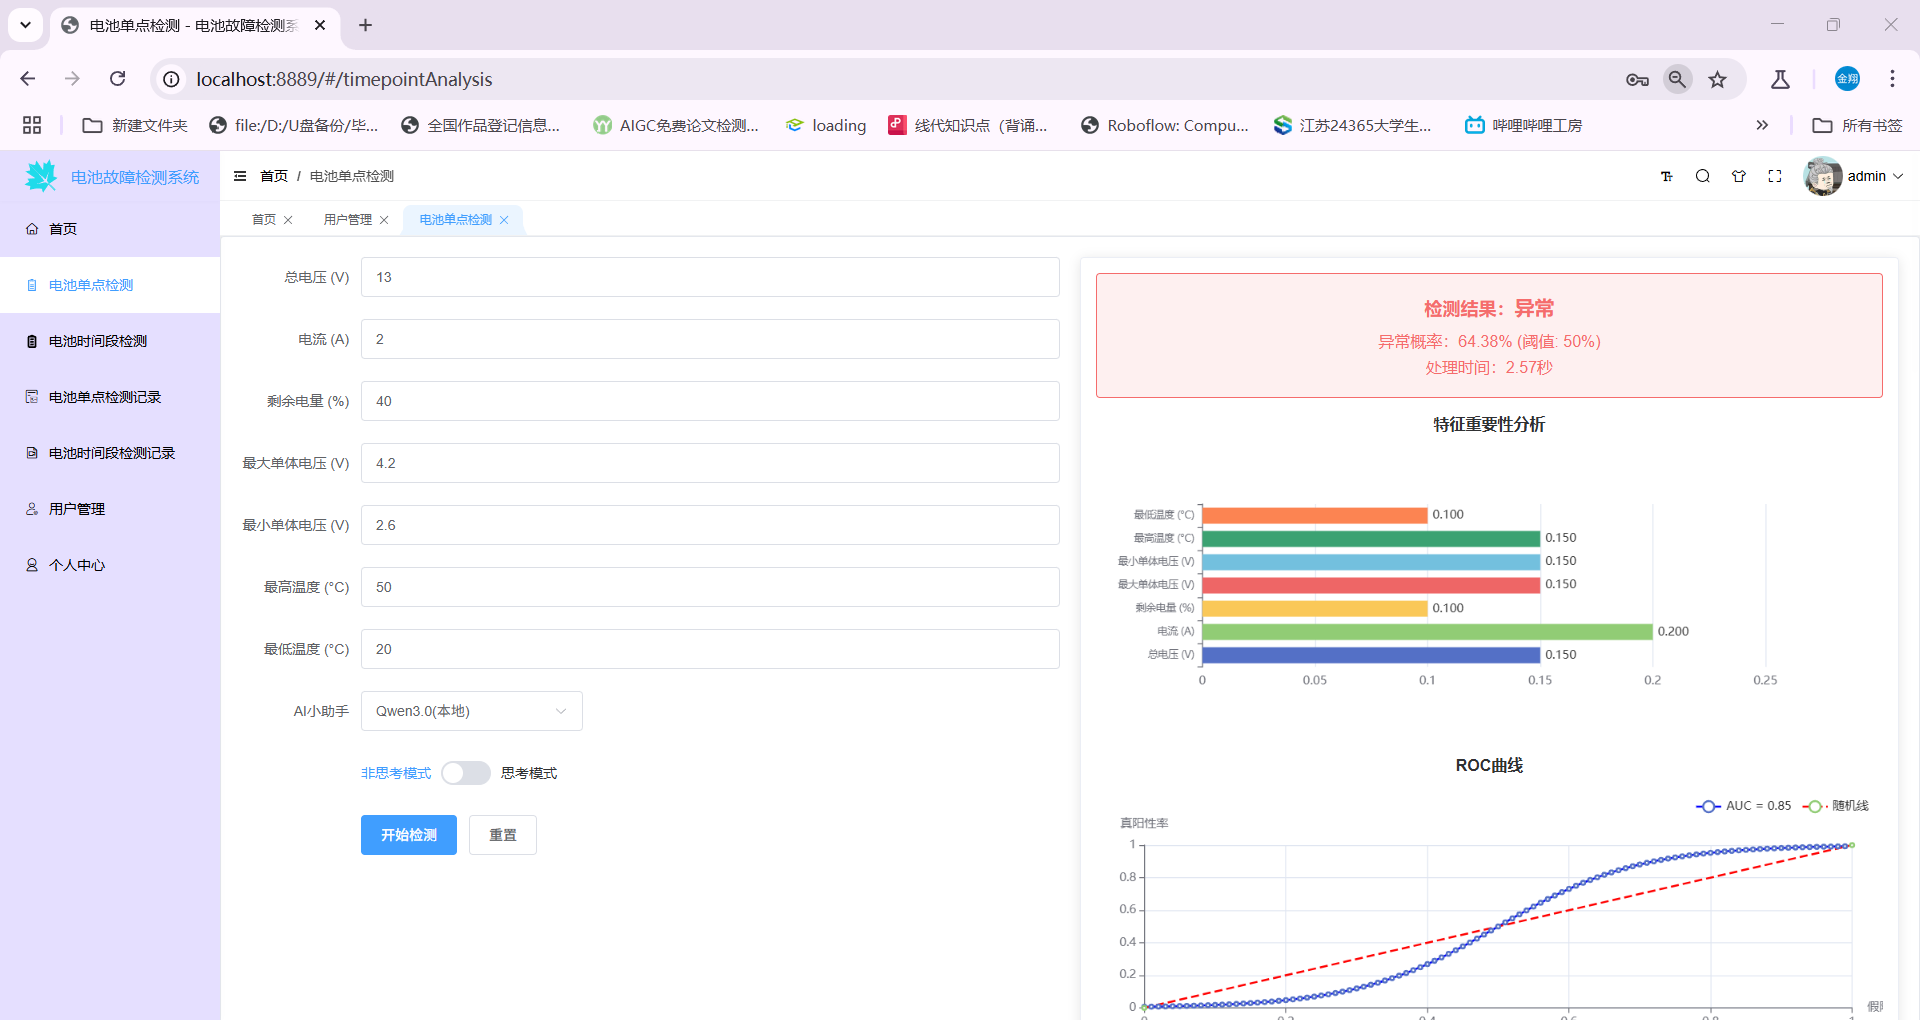 电池单点检测 - 电池故障检测系
localhost:8889/#/timepointAnalysis
金翔
新建文件夹
file:/D:/U盘备份/毕...
全国作品登记信息...
AIGC免费论文检测...
loading
线代知识点（背诵...
Roboflow: Compu...
江苏24365大学生...
哔哩哔哩工房
所有书签
电池故障检测系统
首页 / 电池单点检测
admin
首页
用户管理
电池单点检测
首页
电池单点检测
电池时间段检测
电池单点检测记录
电池时间段检测记录
用户管理
个人中心
总电压 (V) 13
电流 (A) 2
剩余电量 (%) 40
最大单体电压 (V) 4.2
最小单体电压 (V) 2.6
最高温度 (°C) 50
最低温度 (°C) 20
AI小助手 Qwen3.0(本地)
非思考模式 思考模式
开始检测 重置
检测结果：异常
异常概率：64.38% (阈值: 50%)
处理时间：2.57秒
特征重要性分析
最低温度 (°C) 0.100
最高温度 (°C) 0.150
最小单体电压 (V) 0.150
最大单体电压 (V) 0.150
剩余电量 (%) 0.100
电流 (A) 0.200
总电压 (V) 0.150
0 0.05 0.1 0.15 0.2 0.25
ROC曲线
AUC = 0.85 随机线
真阳性率
1
0.8
0.6
0.4
0.2
0